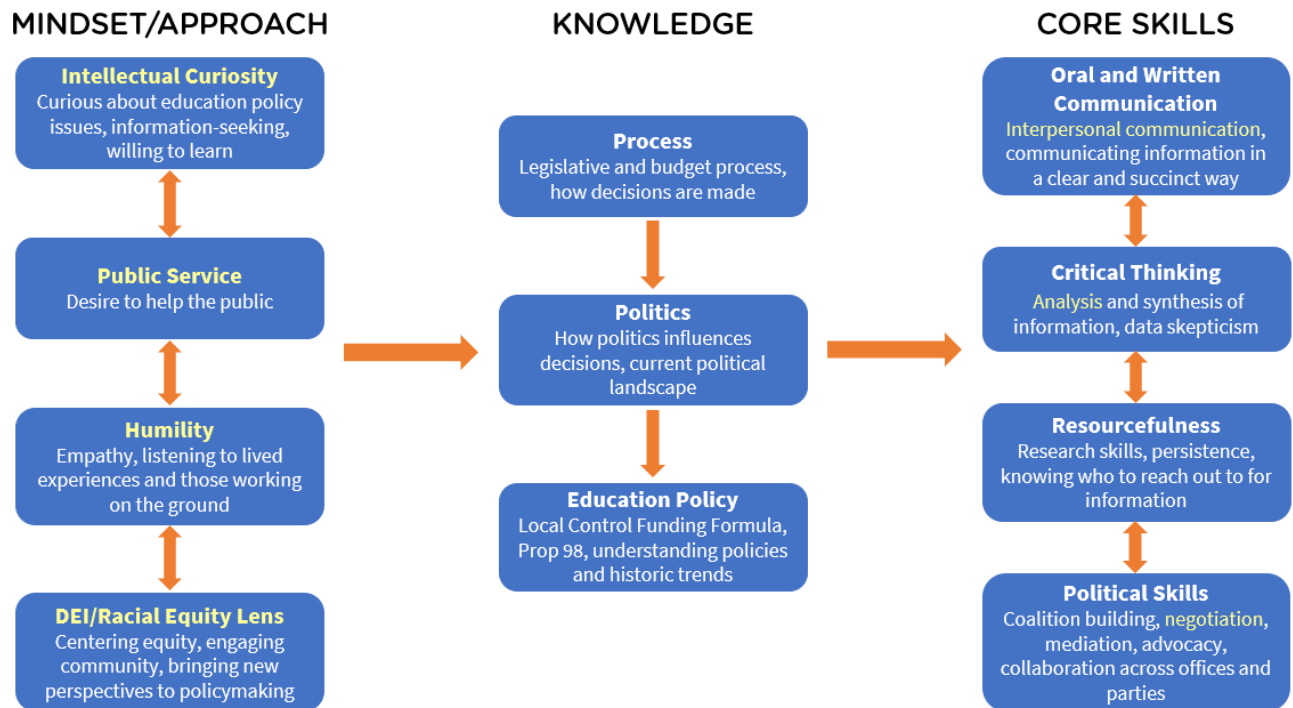 MINDSET/APPROACH
Intellectual Curiosity
Curious about education policy
issues, information-seeking,
willing to learn
Public Service
Desire to help the public
Humility
Empathy, listening to lived
experiences and those working
on the ground
DEI/Racial Equity Lens
Centering equity, engaging
community, bringing new
perspectives to policymaking
KNOWLEDGE
Process
Legislative and budget process,
how decisions are made
Politics
How politics influences
decisions, current political
landscape
Education Policy
Local Control Funding Formula,
Prop 98, understanding policies
and historic trends
CORE SKILLS
Oral and Written
Communication
Interpersonal communication,
communicating information in
a clear and succinct way
Critical Thinking
Analysis and synthesis of
information, data skepticism
Resourcefulness
Research skills, persistence,
knowing who to reach out to for
information
Political Skills
Coalition building, negotiation,
mediation, advocacy,
collaboration across offices and
parties